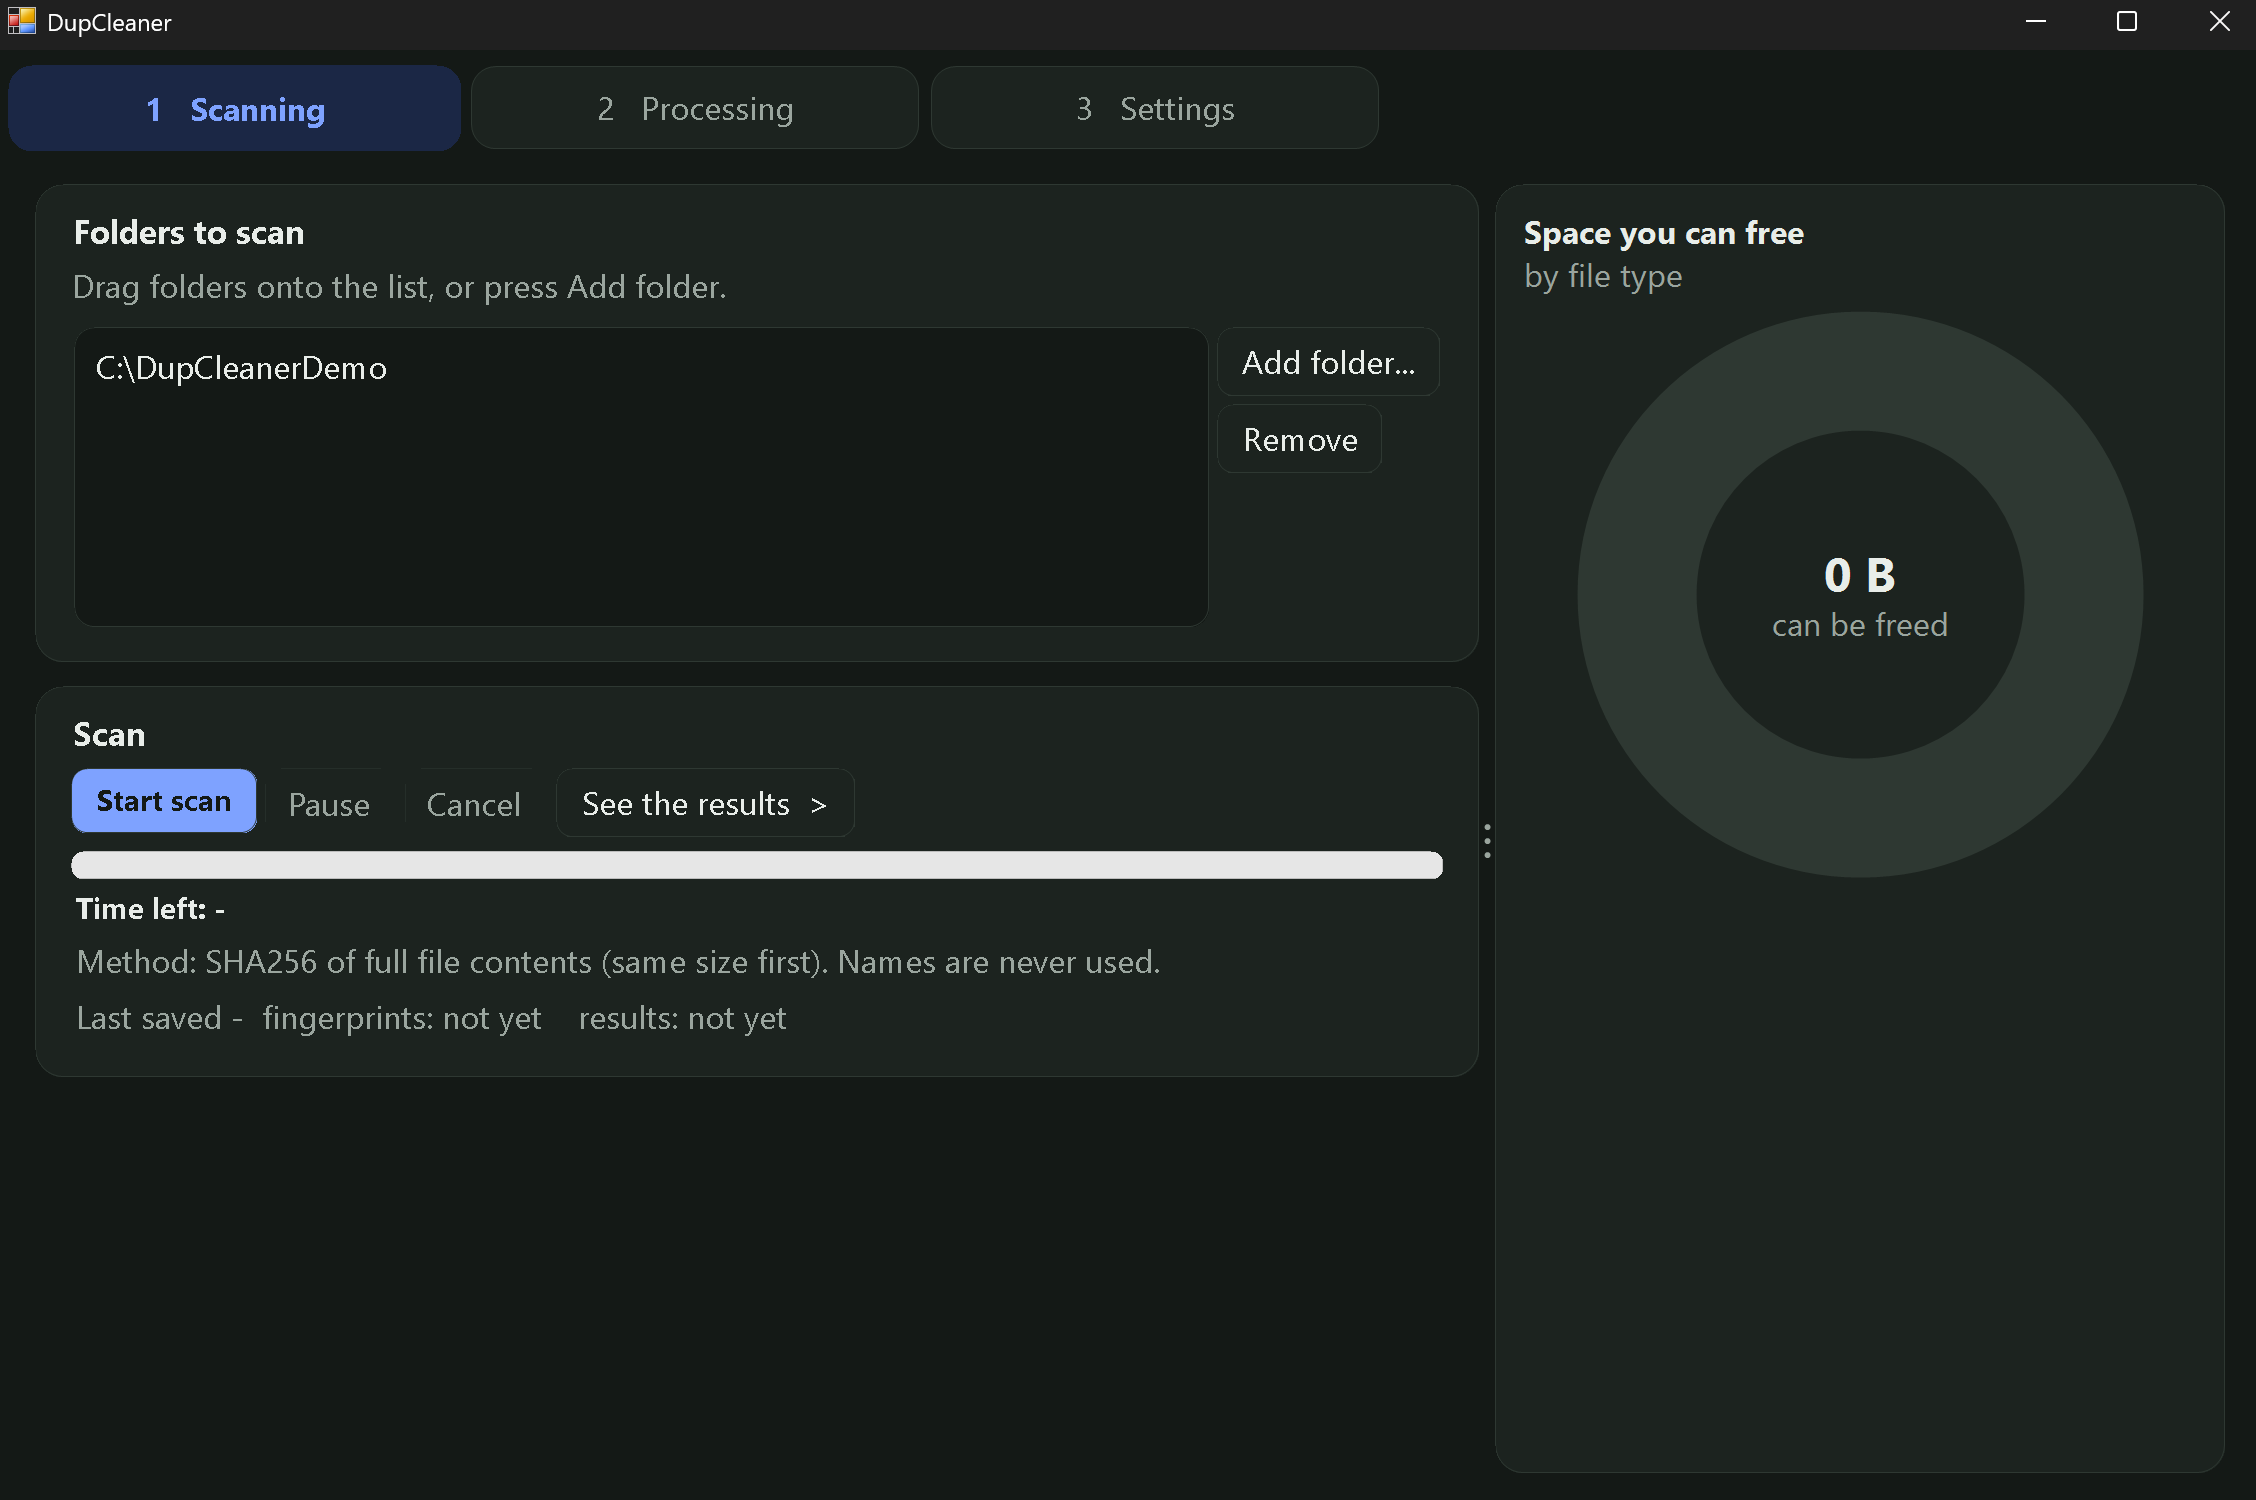 DupCleaner
1 Scanning
2 Processing
3 Settings
Folders to scan
Drag folders onto the list, or press Add folder.
C:\DupCleanerDemo
Add folder...
Remove
Scan
Start scan
Pause
Cancel
See the results >
Time left: -
Method: SHA256 of full file contents (same size first). Names are never used.
Last saved - fingerprints: not yet results: not yet
Space you can free
by file type
0 B
can be freed